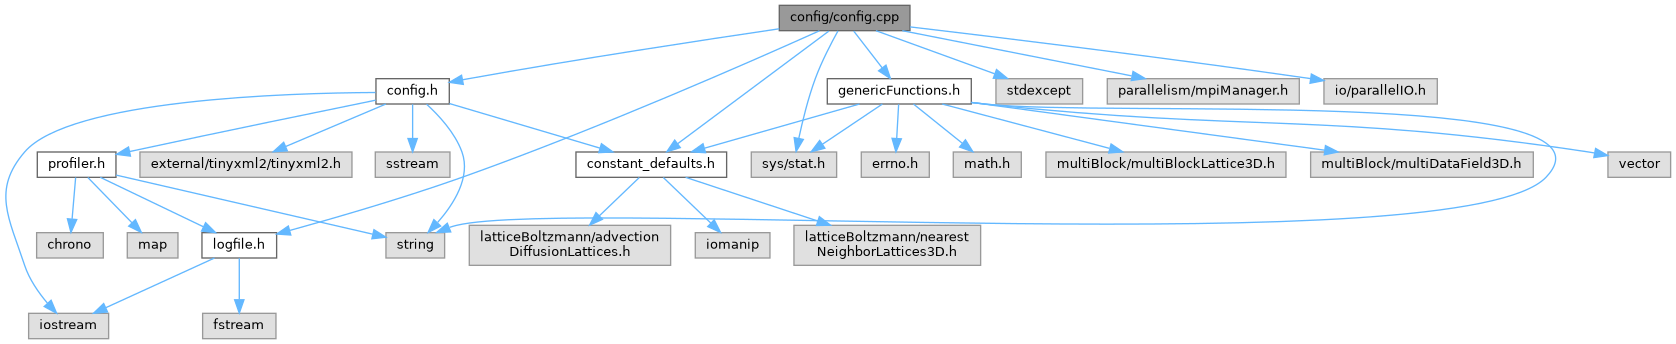 config/config.cpp
config.h
genericFunctions.h
stdexcept
parallelism/mpiManager.h
io/parallelIO.h
profiler.h
external/tinyxml2/tinyxml2.h
sstream
constant_defaults.h
sys/stat.h
errno.h
math.h
multiBlock/multiBlockLattice3D.h
multiBlock/multiDataField3D.h
vector
chrono
map
logfile.h
string
latticeBoltzmann/advection
DiffusionLattices.h
iomanip
latticeBoltzmann/nearest
NeighborLattices3D.h
iostream
fstream